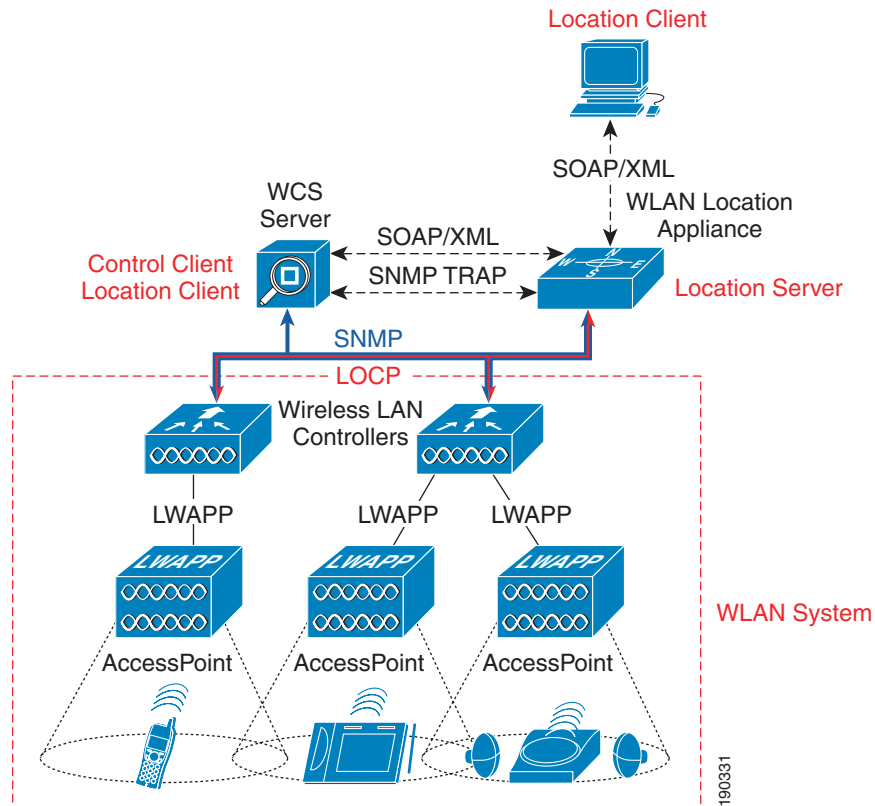 Location Client
SOAP/XML
WLAN Location
Appliance
WCS
Server
SOAP/XML
SNMP TRAP
Control Client
Location Client
N
W
E
S
Location Server
SNMP
LOCP
Wireless LAN
Controllers
LWAPP
LWAPP
LWAPP
LWAPP
LWAPP
LWAPP
WLAN System
AccessPoint
AccessPoint
AccessPoint
190331